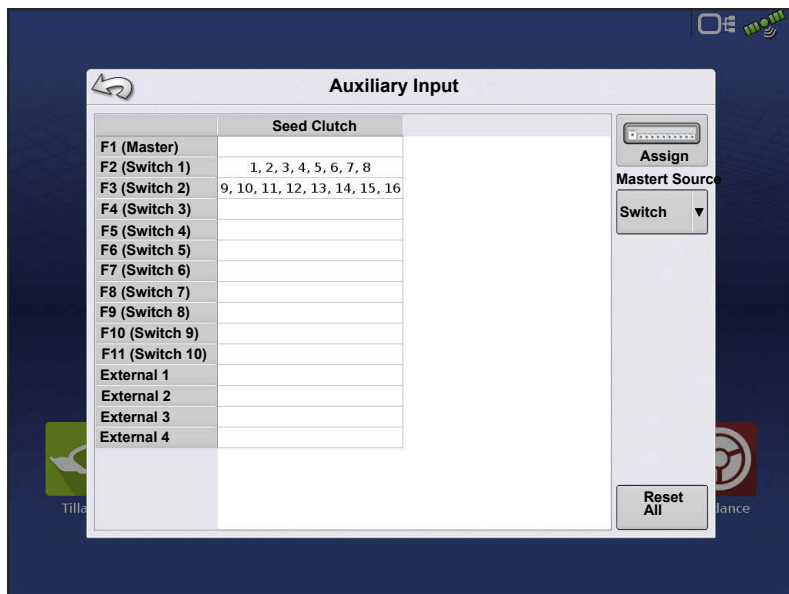 Auxiliary Input
Seed Clutch
F1 (Master)
F2 (Switch 1) 1, 2, 3, 4, 5, 6, 7, 8
F3 (Switch 2) 9, 10, 11, 12, 13, 14, 15, 16
F4 (Switch 3)
F5 (Switch 4)
F6 (Switch 5)
F7 (Switch 6)
F8 (Switch 7)
F9 (Switch 8)
F10 (Switch 9)
F11 (Switch 10)
External 1
External 2
External 3
External 4
Assign
Mastert Source
Switch
Reset
All
Tilla
dance